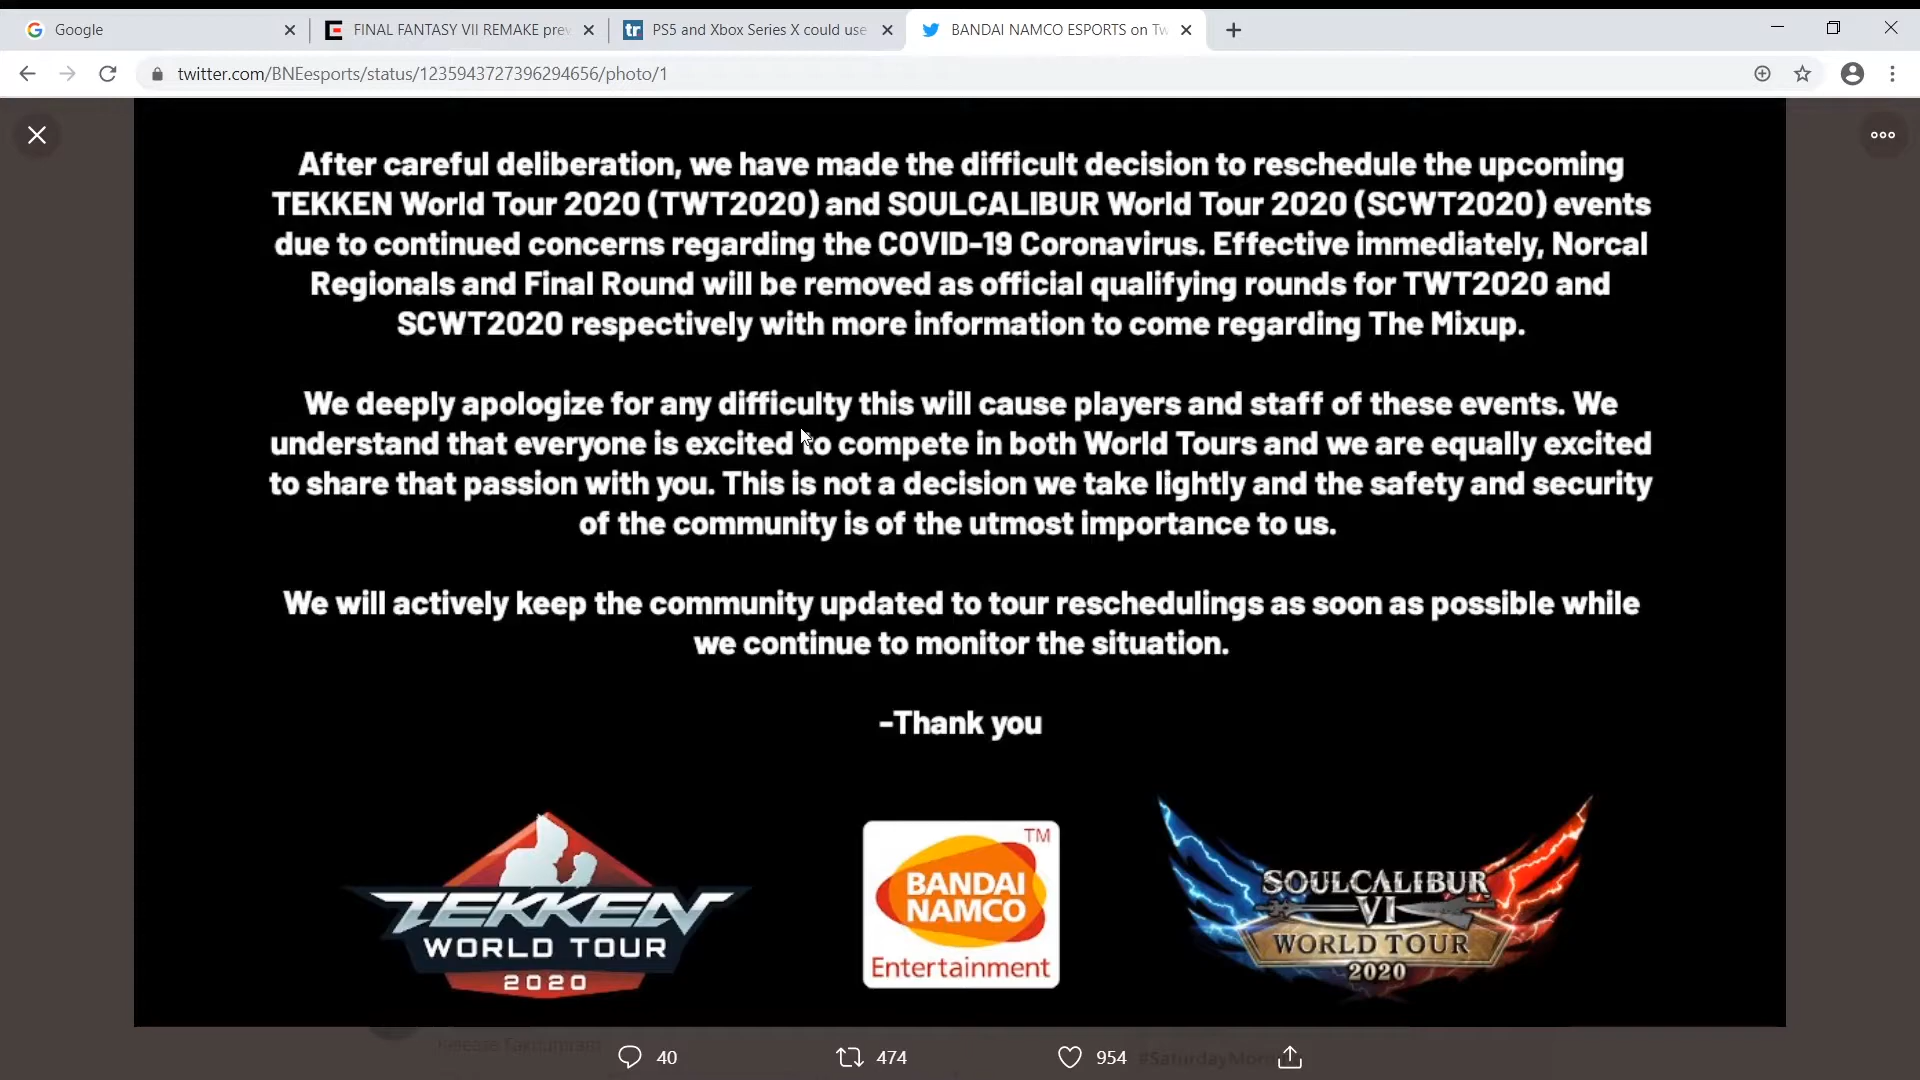 Google
FINAL FANTASY VII REMAKE prev
PS5 and Xbox Series X could use
BANDAI NAMCO ESPORTS on Tw
twitter.com/BNEesports/status/1235943727396294656/photo/1
After careful deliberation, we have made the difficult decision to reschedule the upcoming
TEKKEN World Tour 2020 (TWT2020) and SOULCALIBUR World Tour 2020 (SCWT2020) events
due to continued concerns regarding the COVID-19 Coronavirus. Effective immediately, Norcal
Regionals and Final Round will be removed as official qualifying rounds for TWT2020 and
SCWT2020 respectively with more information to come regarding The Mixup.
We deeply apologize for any difficulty this will cause players and staff of these events. We
understand that everyone is excited to compete in both World Tours and we are equally excited
to share that passion with you. This is not a decision we take lightly and the safety and security
of the community is of the utmost importance to us.
We will actively keep the community updated to tour reschedulings as soon as possible while
we continue to monitor the situation.
-Thank you
TEKKEN
WORLD TOUR
2020
TM
BANDAI
NAMCO
Entertainment
SOULCALIBUR
VI
WORLD TOUR
2020
40
474
954